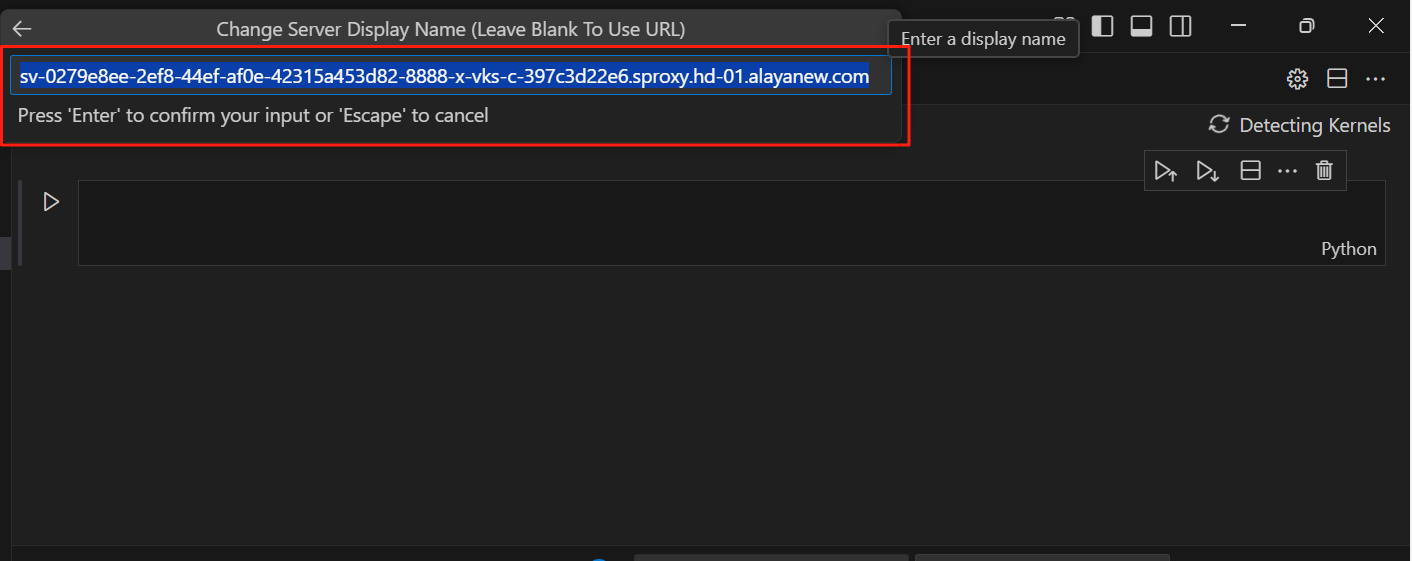 Change Server Display Name (Leave Blank To Use URL)
Enter a display name
sv-0279e8ee-2ef8-44ef-af0e-42315a453d82-8888-x-vks-c-397c3d22e6.sproxy.hd-01.alayanew.com
Press 'Enter' to confirm your input or 'Escape' to cancel
Detecting Kernels
Python